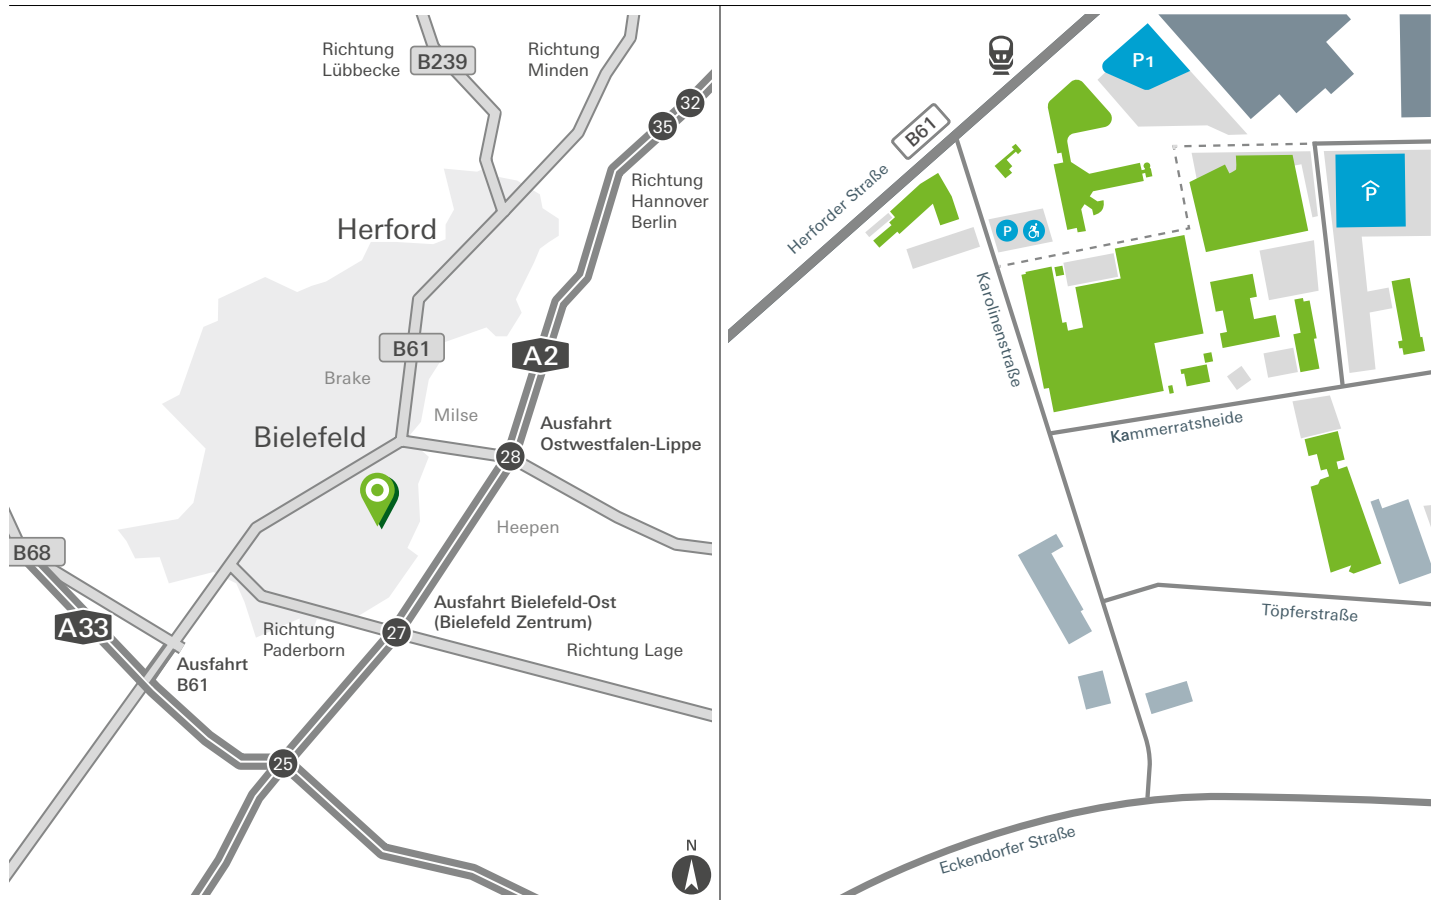 Richtung
Lübbecke
B239
Richtung
Minden
32
35
Richtung
Hannover
Berlin
Herford
B61
A2
Brake
Milse
Ausfahrt
Ostwestfalen-Lippe
Bielefeld
28
Heepen
B68
A33
Ausfahrt Bielefeld-Ost
(Bielefeld Zentrum)
27
Richtung
Paderborn
Richtung Lage
Ausfahrt
B61
25
N
P1
B61
Herforder Straße
P
P
Karolinenstraße
Kammerratsheide
Töpferstraße
Eckendorfer Straße